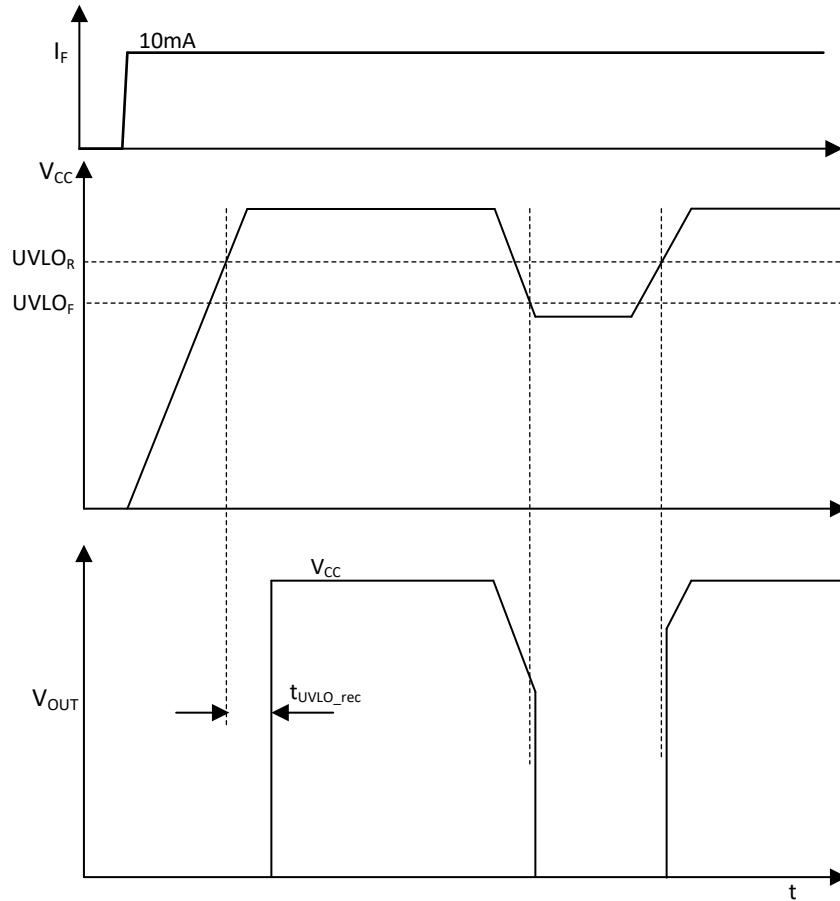 10mA
I_F
V_CC
UVLO_R
UVLO_F
V_CC
V_OUT
t_UVLO_rec
t